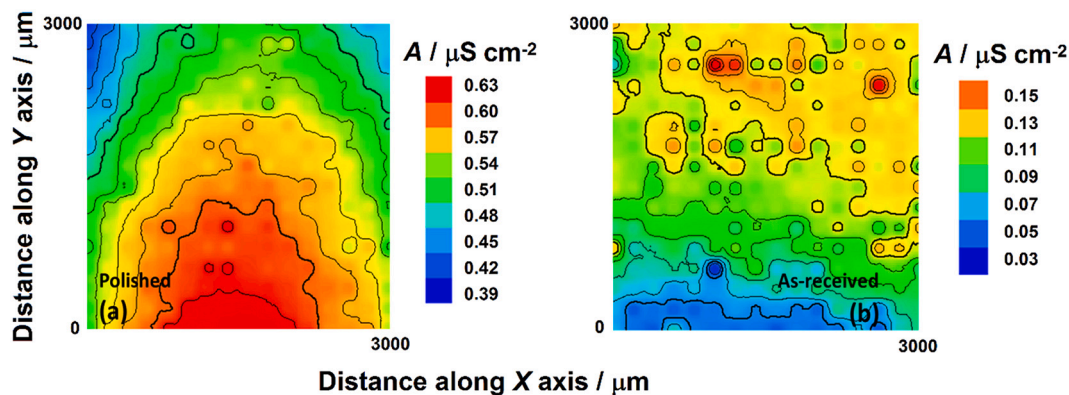 3000
3000
A / μS cm-2
A / μS cm-2
0.63
0.60
0.57
0.54
0.51
0.48
0.45
0.42
0.39
0.15
0.13
0.11
0.09
0.07
0.05
0.03
Distance along Y axis / μm
Polished
(a)
As-received
(b)
0
0
3000
3000
Distance along X axis / μm